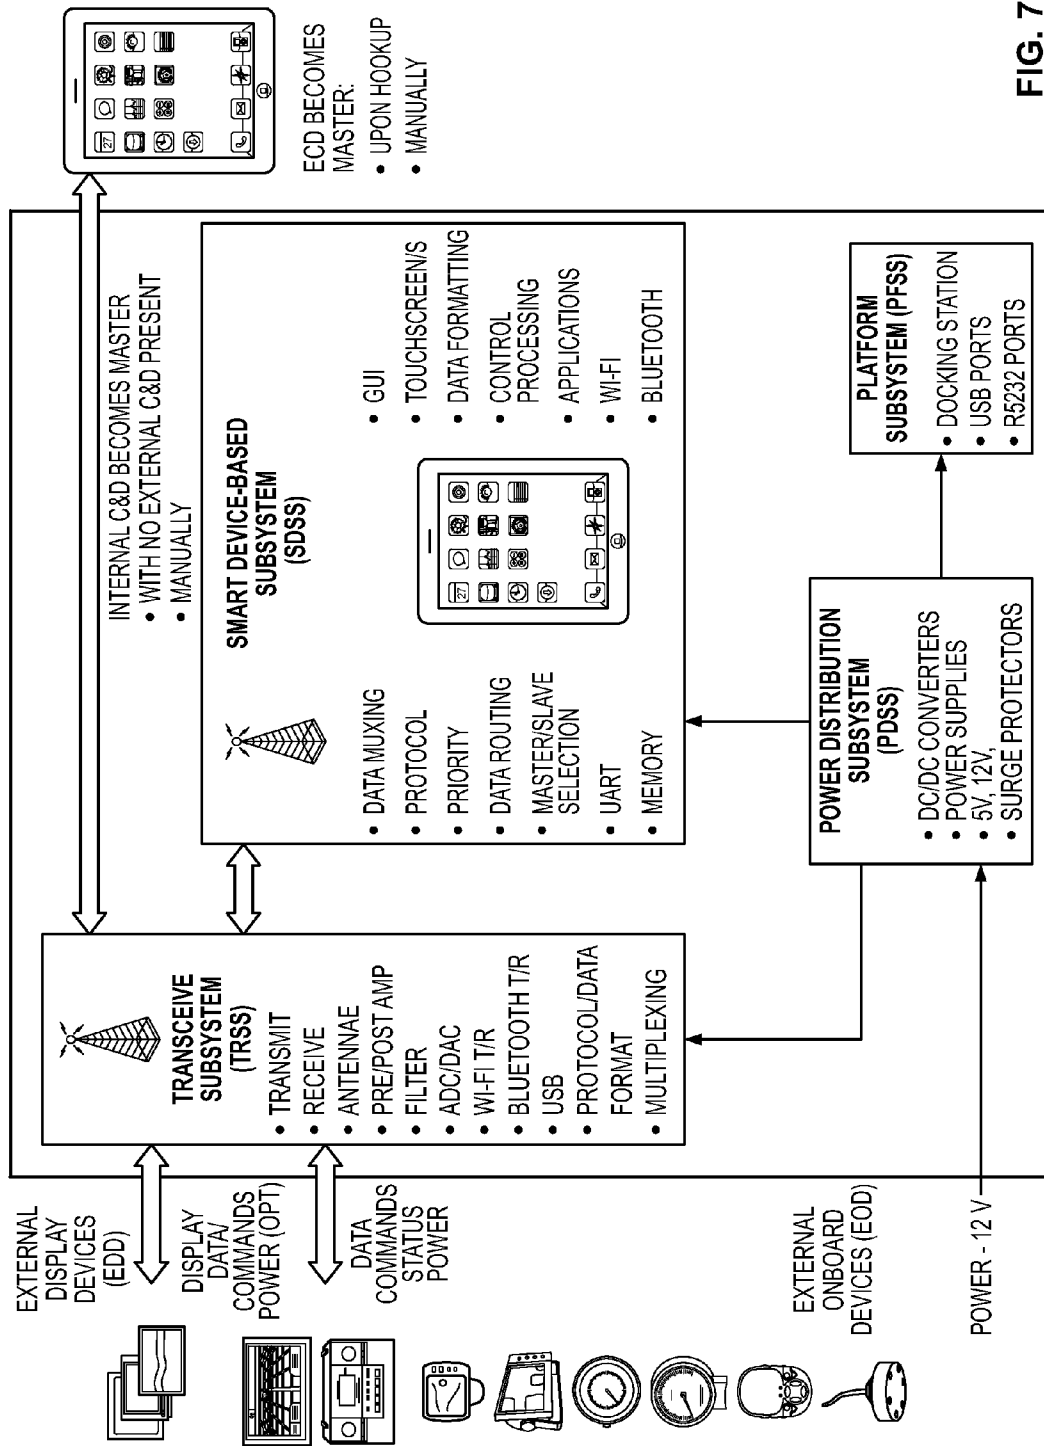 EXTERNAL
DISPLAY
DEVICES
(EDD)
DISPLAY
DATA/
COMMANDS
POWER (OPT)
DATA
COMMANDS
STATUS
POWER
EXTERNAL
ONBOARD
DEVICES (EOD)
POWER - 12 V
TRANSCEIVE
SUBSYSTEM
(TRSS)
• TRANSMIT
• RECEIVE
• ANTENNAE
• PRE/POST AMP
• FILTER
• ADC/DAC
• WI-FI T/R
• BLUETOOTH T/R
• USB
• PROTOCOL/DATA
FORMAT
• MULTIPLEXING
INTERNAL C&D BECOMES MASTER
• WITH NO EXTERNAL C&D PRESENT
• MANUALLY
SMART DEVICE-BASED
SUBSYSTEM
(SDSS)
• DATA MUXING
• PROTOCOL
• PRIORITY
• DATA ROUTING
• MASTER/SLAVE
SELECTION
• UART
• MEMORY
27
• GUI
• TOUCHSCREEN/S
• DATA FORMATTING
• CONTROL
PROCESSING
• APPLICATIONS
• WI-FI
• BLUETOOTH
POWER DISTRIBUTION
SUBSYSTEM
(PDSS)
• DC/DC CONVERTERS
• POWER SUPPLIES
• 5V, 12V,
• SURGE PROTECTORS
PLATFORM
SUBSYSTEM (PFSS)
• DOCKING STATION
• USB PORTS
• R5232 PORTS
27
ECD BECOMES
MASTER:
• UPON HOOKUP
• MANUALLY
FIG. 7